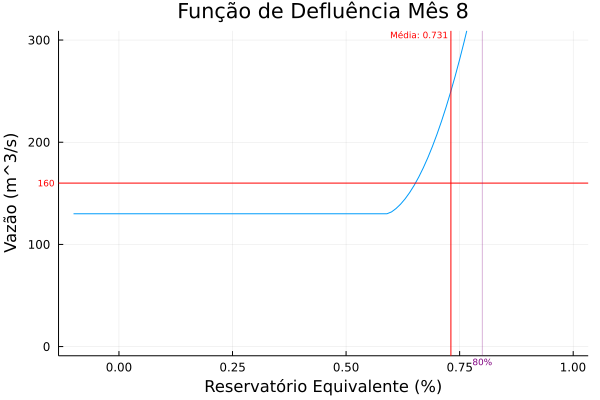 Função de Defluência Mês 8
Média: 0.731
300
200
160
100
0
Vazão (m^3/s)
0.00
0.25
0.50
0.75
80%
1.00
Reservatório Equivalente (%)